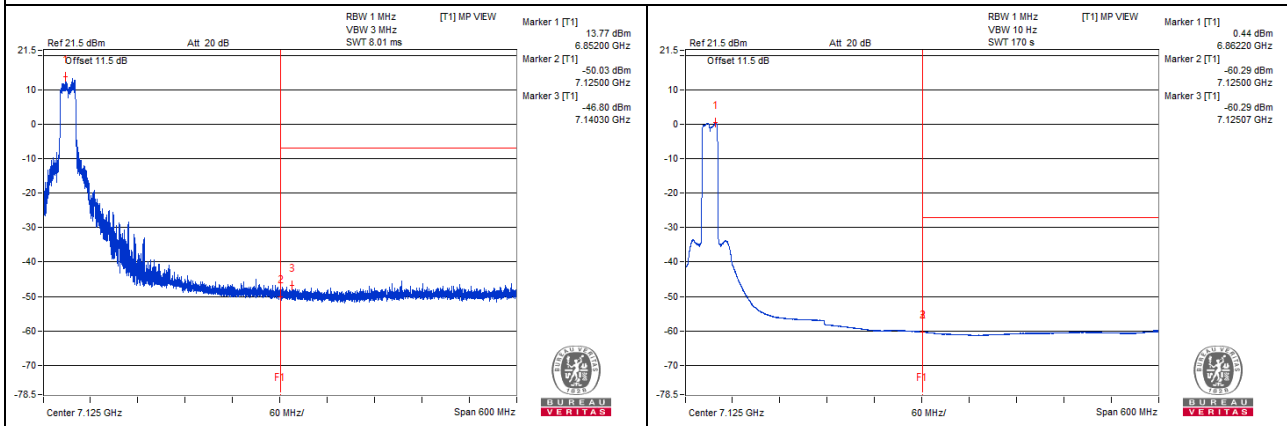 RBW 1 MHz [T1] MP VIEW
VBW 3 MHz
Ref 21.5 dBm Att 20 dB SWT 8.01 ms
Marker 1 [T1]
13.77 dBm
6.85200 GHz
Marker 2 [T1]
-50.03 dBm
7.12500 GHz
Marker 3 [T1]
-46.80 dBm
7.14030 GHz
21.5
Offset 11.5 dB
10
0
-10
-20
-30
-40
-50
-60
-70
-78.5
2
3
F1
Center 7.125 GHz 60 MHz/ Span 600 MHz
1828
BUREAU
VERITAS
RBW 1 MHz [T1] MP VIEW
VBW 10 Hz
Ref 21.5 dBm Att 20 dB SWT 170 s
Marker 1 [T1]
0.44 dBm
6.86220 GHz
Marker 2 [T1]
-60.29 dBm
7.12500 GHz
Marker 3 [T1]
-60.29 dBm
7.12507 GHz
21.5
Offset 11.5 dB
10
0
-10
-20
-30
-40
-50
-60
-70
-78.5
1
F1
Center 7.125 GHz 60 MHz/ Span 600 MHz
1828
BUREAU
VERITAS